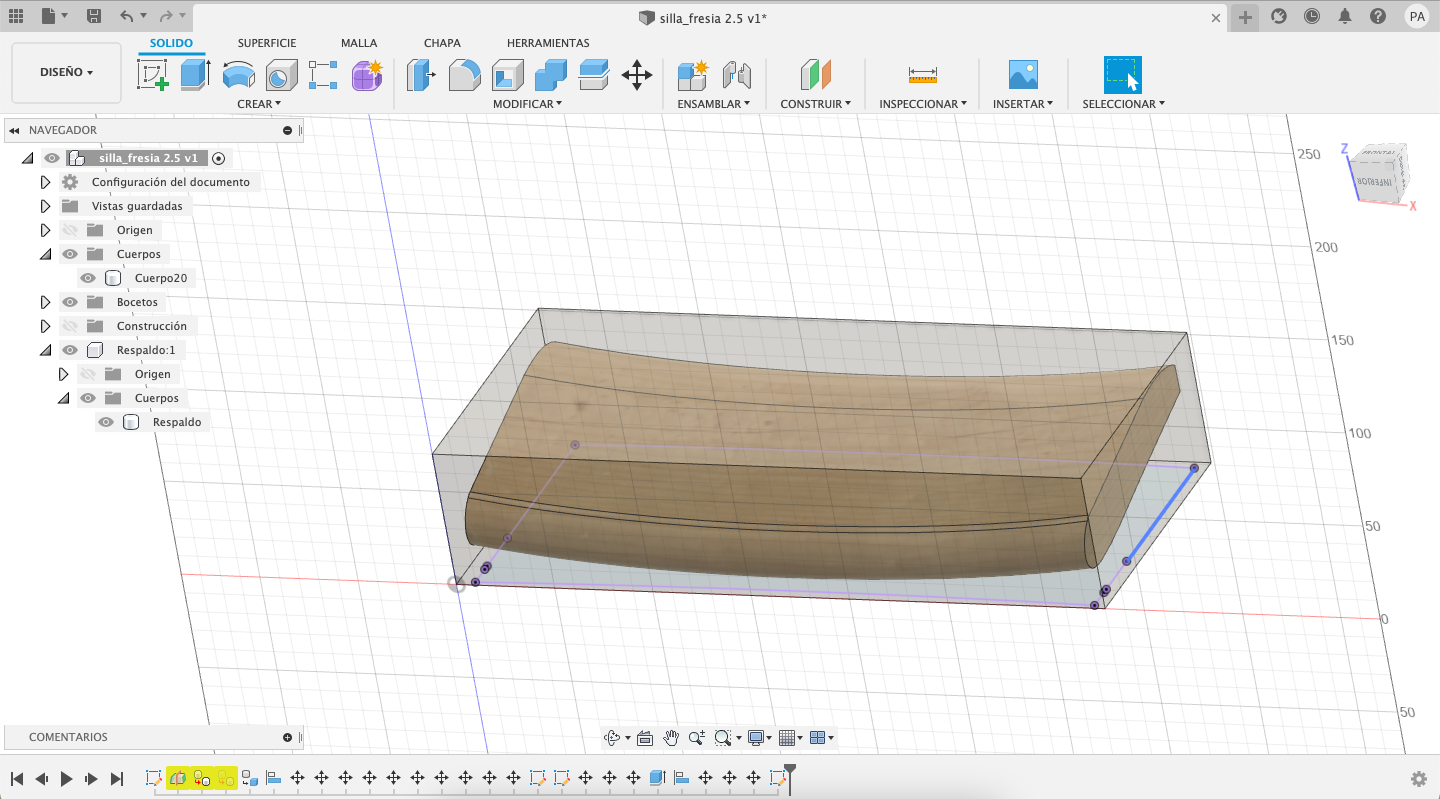 silla_fresia 2.5 v1*
PA
DISEÑO
SOLIDO
SUPERFICIE
MALLA
CHAPA
HERRAMIENTAS
CREAR
MODIFICAR
ENSAMBLAR
CONSTRUIR
INSPECCIONAR
INSERTAR
SELECCIONAR
NAVEGADOR
silla_fresia 2.5 v1
Configuración del documento
Vistas guardadas
Origen
Cuerpos
Cuerpo20
Bocetos
Construcción
Respaldo:1
Origen
Cuerpos
Respaldo
250
200
150
100
50
0
50
Z
FRONTAL
INFERIOR
X
COMENTARIOS